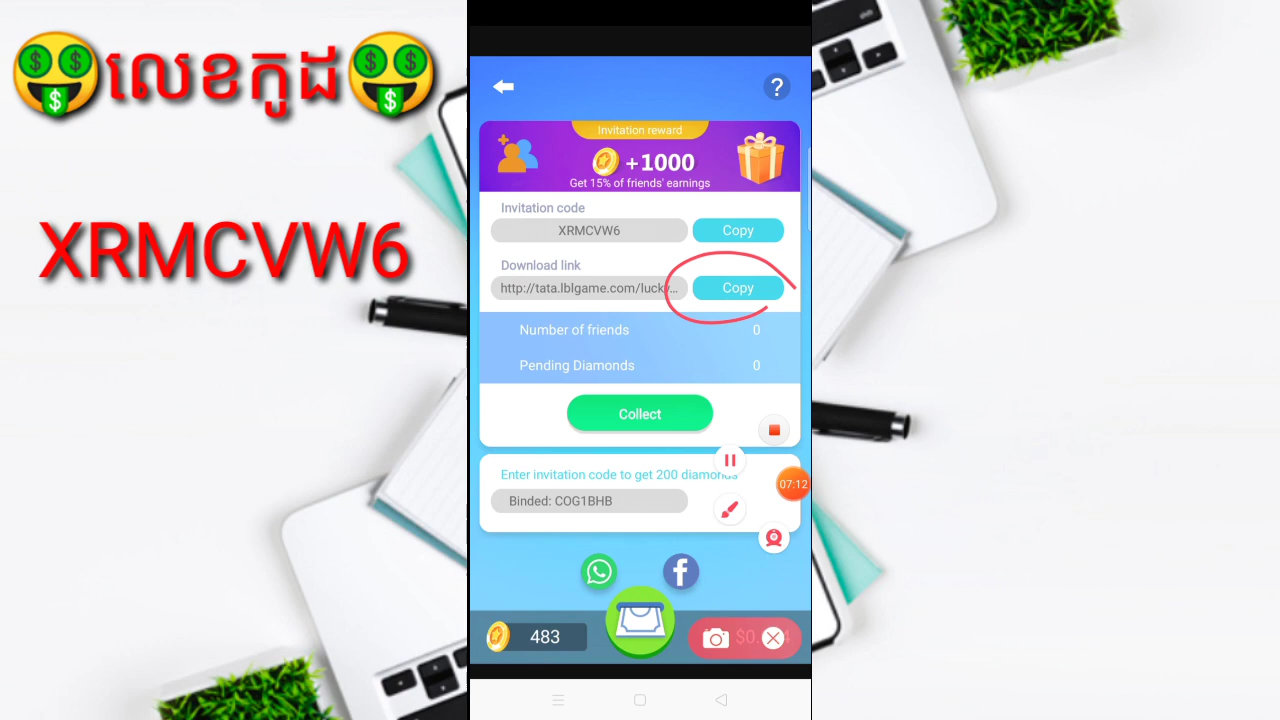 លេខកូដ
XRMCVW6
?
Invitation reward
+1000
Get 15% of friends' earnings
Invitation code
XRMCVW6 Copy
Download link
http://tata.lblgame.com/lucky... Copy
Number of friends 0
Pending Diamonds 0
Collect
Enter invitation code to get 200 diamonds
Binded: COG1BHB
07:12
483